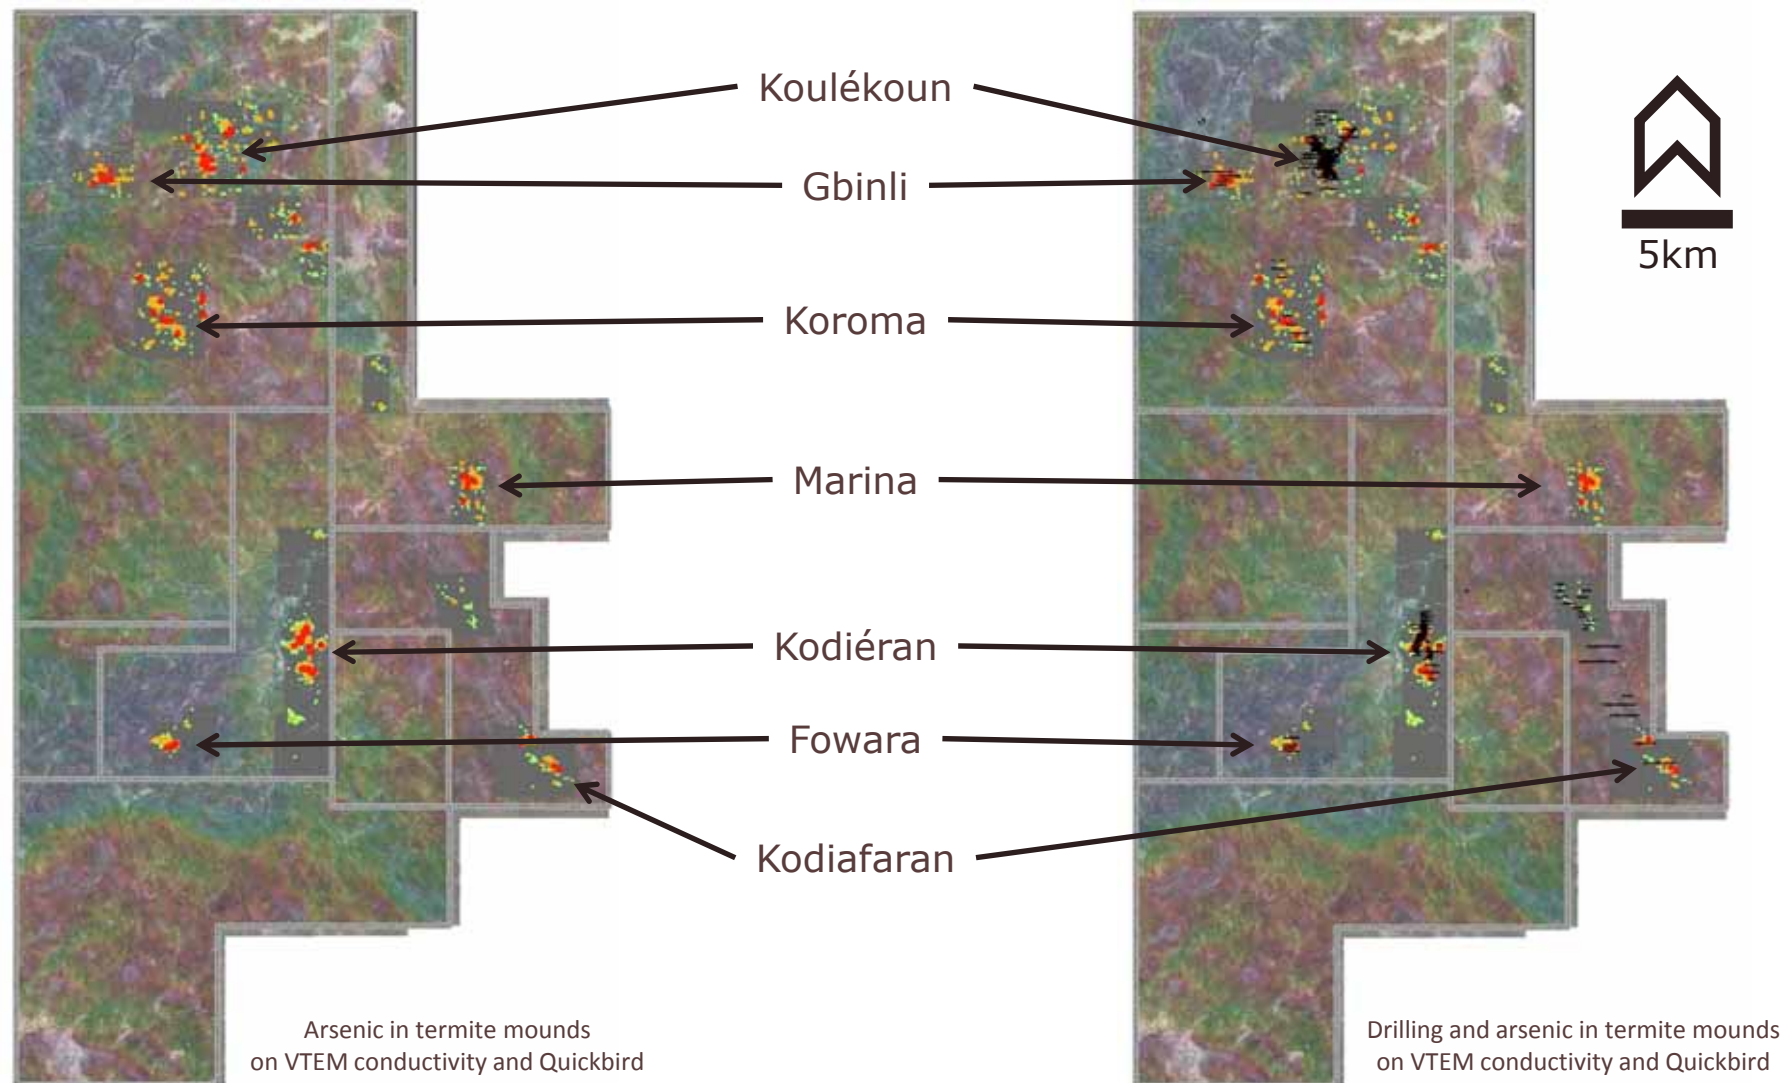 Koulékoun
Gbinli
5km
Koroma
Marina
Kodiéran
Fowara
Kodiafaran
Arsenic in termite mounds
on VTEM conductivity and Quickbird
Drilling and arsenic in termite mounds
on VTEM conductivity and Quickbird